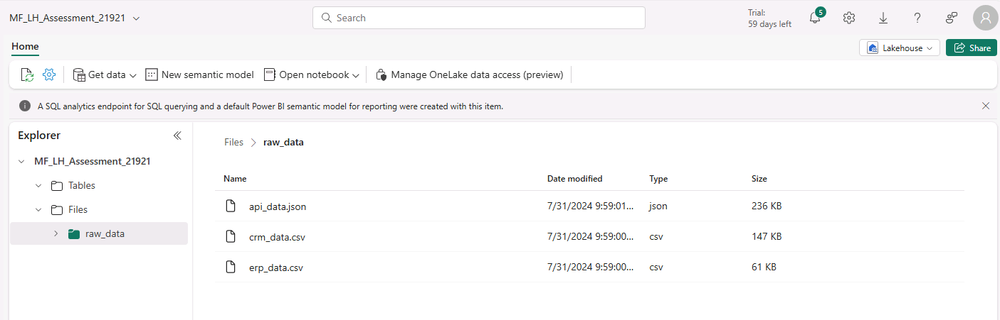 MF_LH_Assessment_21921
Search
Trial:
59 days left
5
?
Home
Lakehouse
Share
Get data
New semantic model
Open notebook
Manage OneLake data access (preview)
A SQL analytics endpoint for SQL querying and a default Power BI semantic model for reporting were created with this item.
Explorer
MF_LH_Assessment_21921
Tables
Files
raw_data
Files > raw_data
Name Date modified Type Size
api_data.json 7/31/2024 9:59:01... json 236 KB
crm_data.csv 7/31/2024 9:59:00... csv 147 KB
erp_data.csv 7/31/2024 9:59:00... csv 61 KB